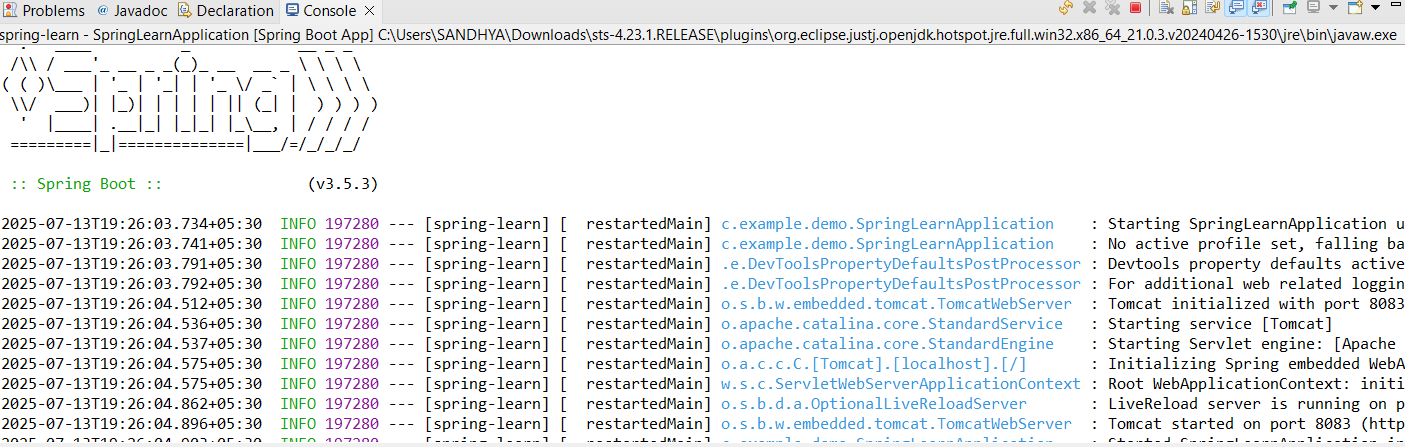 Problems @ Javadoc Declaration Console
spring-learn - SpringLearnApplication [Spring Boot App] C:\Users\SANDHYA\Downloads\sts-4.23.1.RELEASE\plugins\org.eclipse.justj.openjdk.hotspot.jre.full.win32.x86_64_21.0.3.v20240426-1530\jre\bin\javaw.exe
 /\\ / ___'_ __ _ _(_)_ __  __ _ \ \ \ \
( ( )\___ | '_ | '_| | '_ \/ _` | \ \ \ \
 \\/  ___)| |_)| | | | | || (_| |  ) ) ) )
  '  |____| .__|_| |_|_| |_\__, | / / / /
 =========|_|==============|___/=/_/_/_/
:: Spring Boot :: (v3.5.3)
2025-07-13T19:26:03.734+05:30 INFO 197280 --- [spring-learn] [ restartedMain] c.example.demo.SpringLearnApplication : Starting SpringLearnApplication u
2025-07-13T19:26:03.741+05:30 INFO 197280 --- [spring-learn] [ restartedMain] c.example.demo.SpringLearnApplication : No active profile set, falling ba
2025-07-13T19:26:03.791+05:30 INFO 197280 --- [spring-learn] [ restartedMain] .e.DevToolsPropertyDefaultsPostProcessor : Devtools property defaults active
2025-07-13T19:26:03.792+05:30 INFO 197280 --- [spring-learn] [ restartedMain] .e.DevToolsPropertyDefaultsPostProcessor : For additional web related loggin
2025-07-13T19:26:04.512+05:30 INFO 197280 --- [spring-learn] [ restartedMain] o.s.b.w.embedded.tomcat.TomcatWebServer : Tomcat initialized with port 8083
2025-07-13T19:26:04.536+05:30 INFO 197280 --- [spring-learn] [ restartedMain] o.apache.catalina.core.StandardService : Starting service [Tomcat]
2025-07-13T19:26:04.537+05:30 INFO 197280 --- [spring-learn] [ restartedMain] o.apache.catalina.core.StandardEngine : Starting Servlet engine: [Apache
2025-07-13T19:26:04.575+05:30 INFO 197280 --- [spring-learn] [ restartedMain] o.a.c.c.C.[Tomcat].[localhost].[/] : Initializing Spring embedded WebA
2025-07-13T19:26:04.575+05:30 INFO 197280 --- [spring-learn] [ restartedMain] w.s.c.ServletWebServerApplicationContext : Root WebApplicationContext: initi
2025-07-13T19:26:04.862+05:30 INFO 197280 --- [spring-learn] [ restartedMain] o.s.b.d.a.OptionalLiveReloadServer : LiveReload server is running on p
2025-07-13T19:26:04.896+05:30 INFO 197280 --- [spring-learn] [ restartedMain] o.s.b.w.embedded.tomcat.TomcatWebServer : Tomcat started on port 8083 (http